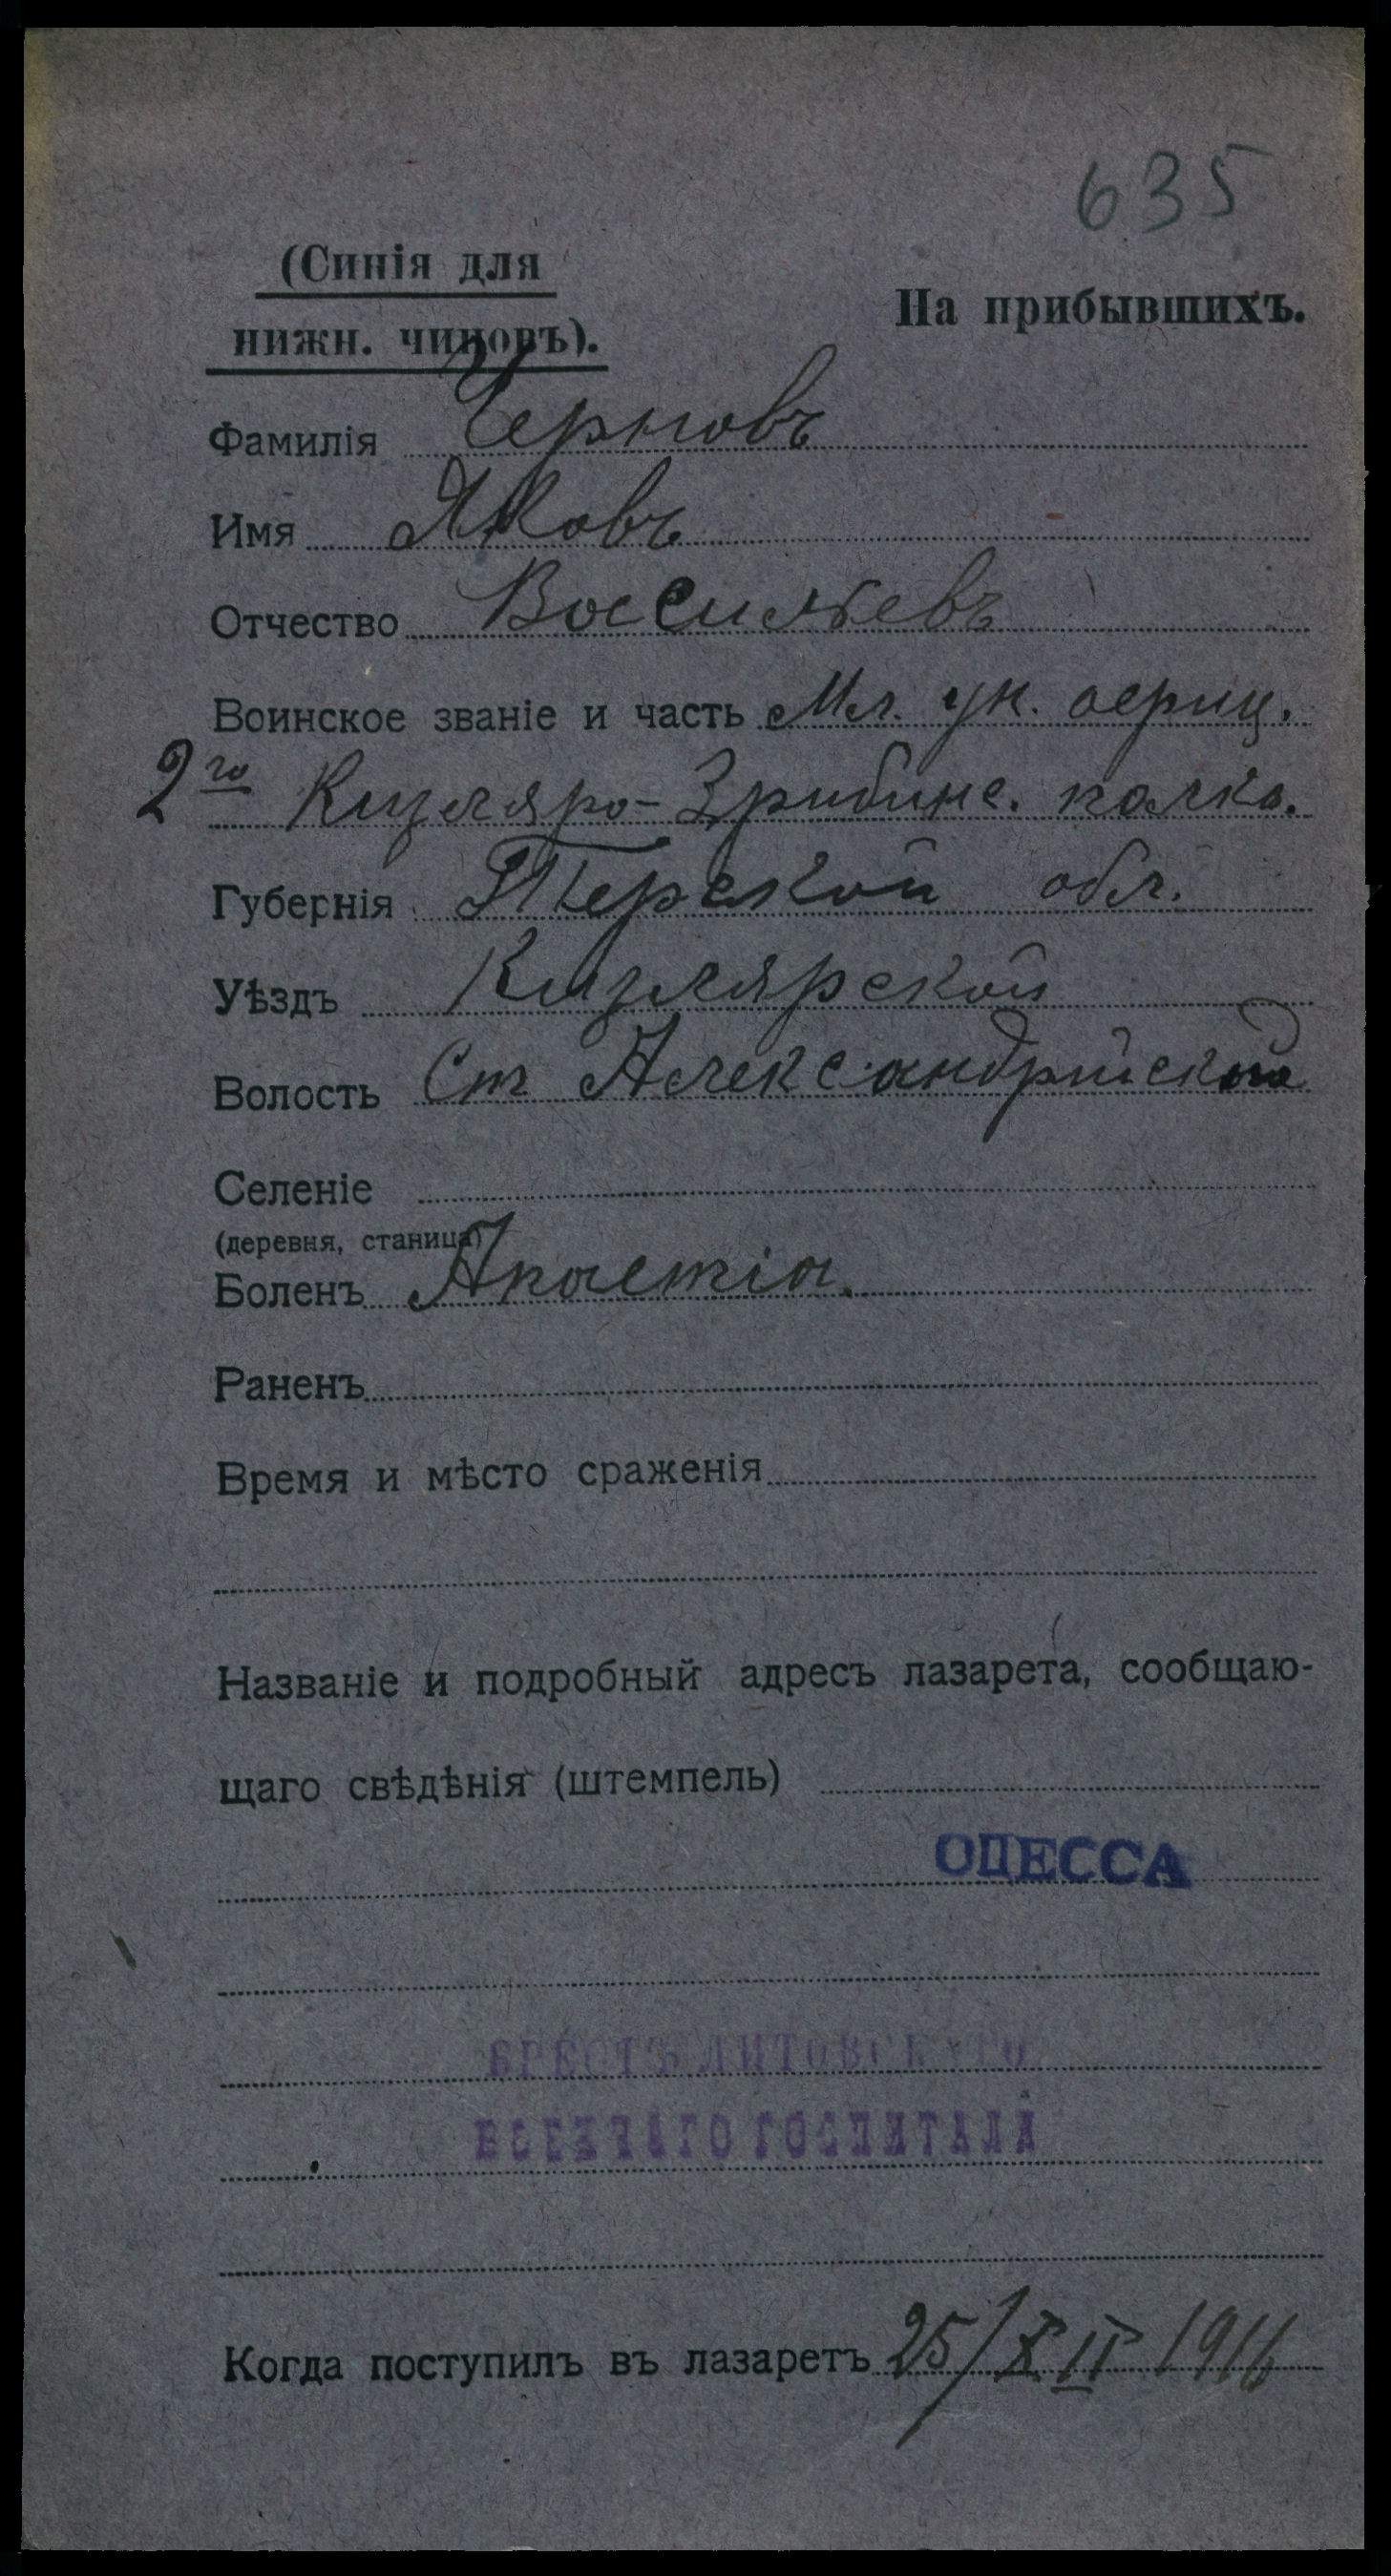 635
(Синія для
нижн. чиновъ).
На прибывшихъ.
Фамилія Черновъ
Имя Яковъ
Отчество Васильевъ
Воинское званіе и часть Мл. ун. офиц.
2го Кизляро-Гребинс. полка.
Губернія Терской обл.
Уѣздъ Кизлярской
Волость Ст Александрійской
Селеніе
(деревня, станица)
Боленъ
Раненъ
Время и мѣсто сраженія
Названіе и подробный адресъ лазарета, сообщаю-
щаго свѣдѣнія (штемпель)
ОДЕССА
БРЕСТЪ ЛИТОВСКАГО
ВОЕННАГО ГОСПИТАЛЯ
Когда поступилъ въ лазаретъ 25/XII 1916